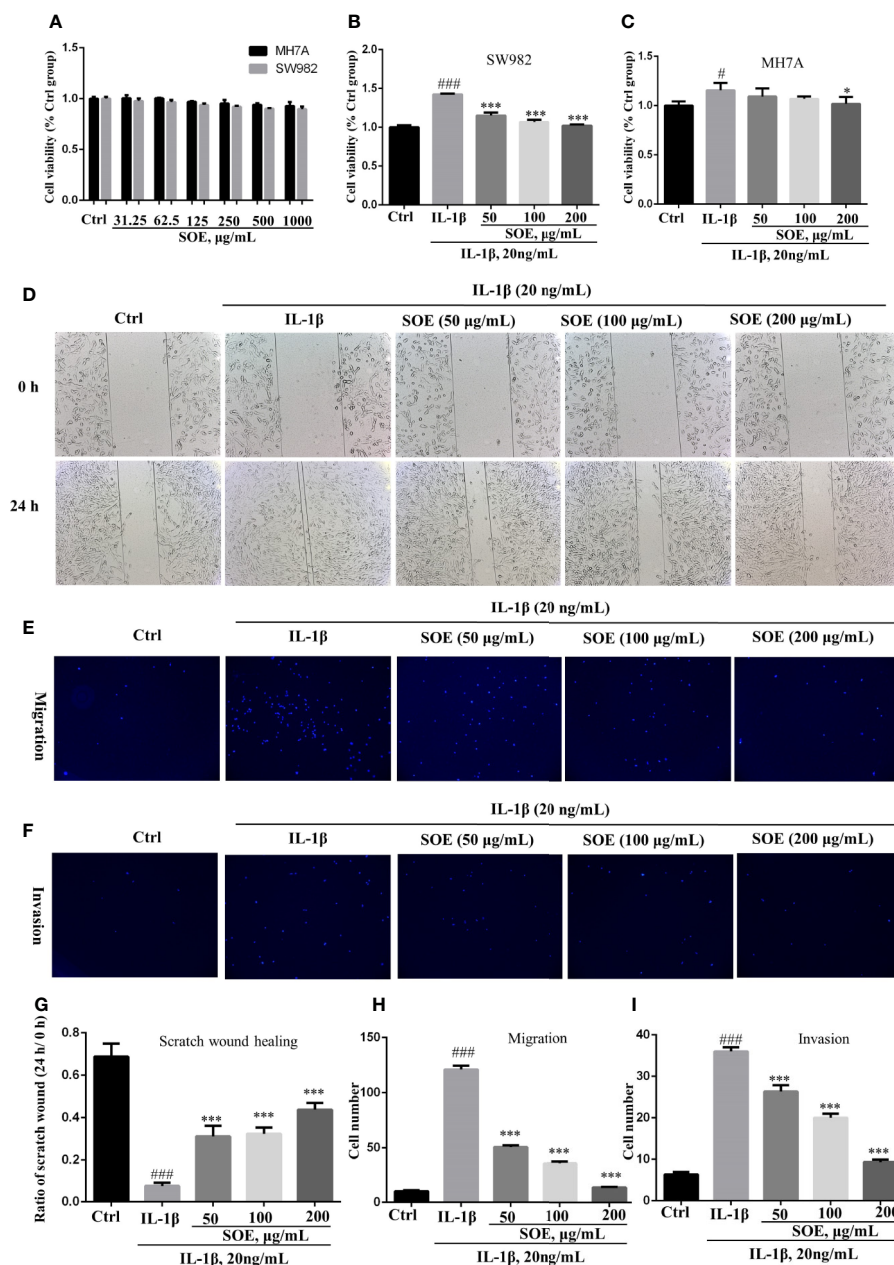 A
Cell viability (% Ctrl group)
1.5
1.0
0.5
0.0
MH7A
SW982
Ctrl 31.25 62.5 125 250 500 1000
SOE, μg/mL
B
Cell viability (% Ctrl group)
2.0
1.5
1.0
0.5
0.0
SW982
###
***
***
***
Ctrl IL-1β 50 100 200
SOE, μg/mL
IL-1β, 20ng/mL
C
Cell viability (% Ctrl group)
1.5
1.0
0.5
0.0
MH7A
#
*
Ctrl IL-1β 50 100 200
SOE, μg/mL
IL-1β, 20ng/mL
D
IL-1β (20 ng/mL)
Ctrl IL-1β SOE (50 μg/mL) SOE (100 μg/mL) SOE (200 μg/mL)
0 h
24 h
E
IL-1β (20 ng/mL)
Ctrl IL-1β SOE (50 μg/mL) SOE (100 μg/mL) SOE (200 μg/mL)
Migration
F
IL-1β (20 ng/mL)
Ctrl IL-1β SOE (50 μg/mL) SOE (100 μg/mL) SOE (200 μg/mL)
Invasion
G
Ratio of scratch wound (24 h/ 0 h)
0.8
0.6
0.4
0.2
0.0
Scratch wound healing
###
***
***
***
Ctrl IL-1β 50 100 200
SOE, μg/mL
IL-1β, 20ng/mL
H
Cell number
150
100
50
0
Migration
###
***
***
***
Ctrl IL-1β 50 100 200
SOE, μg/mL
IL-1β, 20ng/mL
I
Cell number
40
30
20
10
0
Invasion
###
***
***
***
Ctrl IL-1β 50 100 200
SOE, μg/mL
IL-1β, 20ng/mL